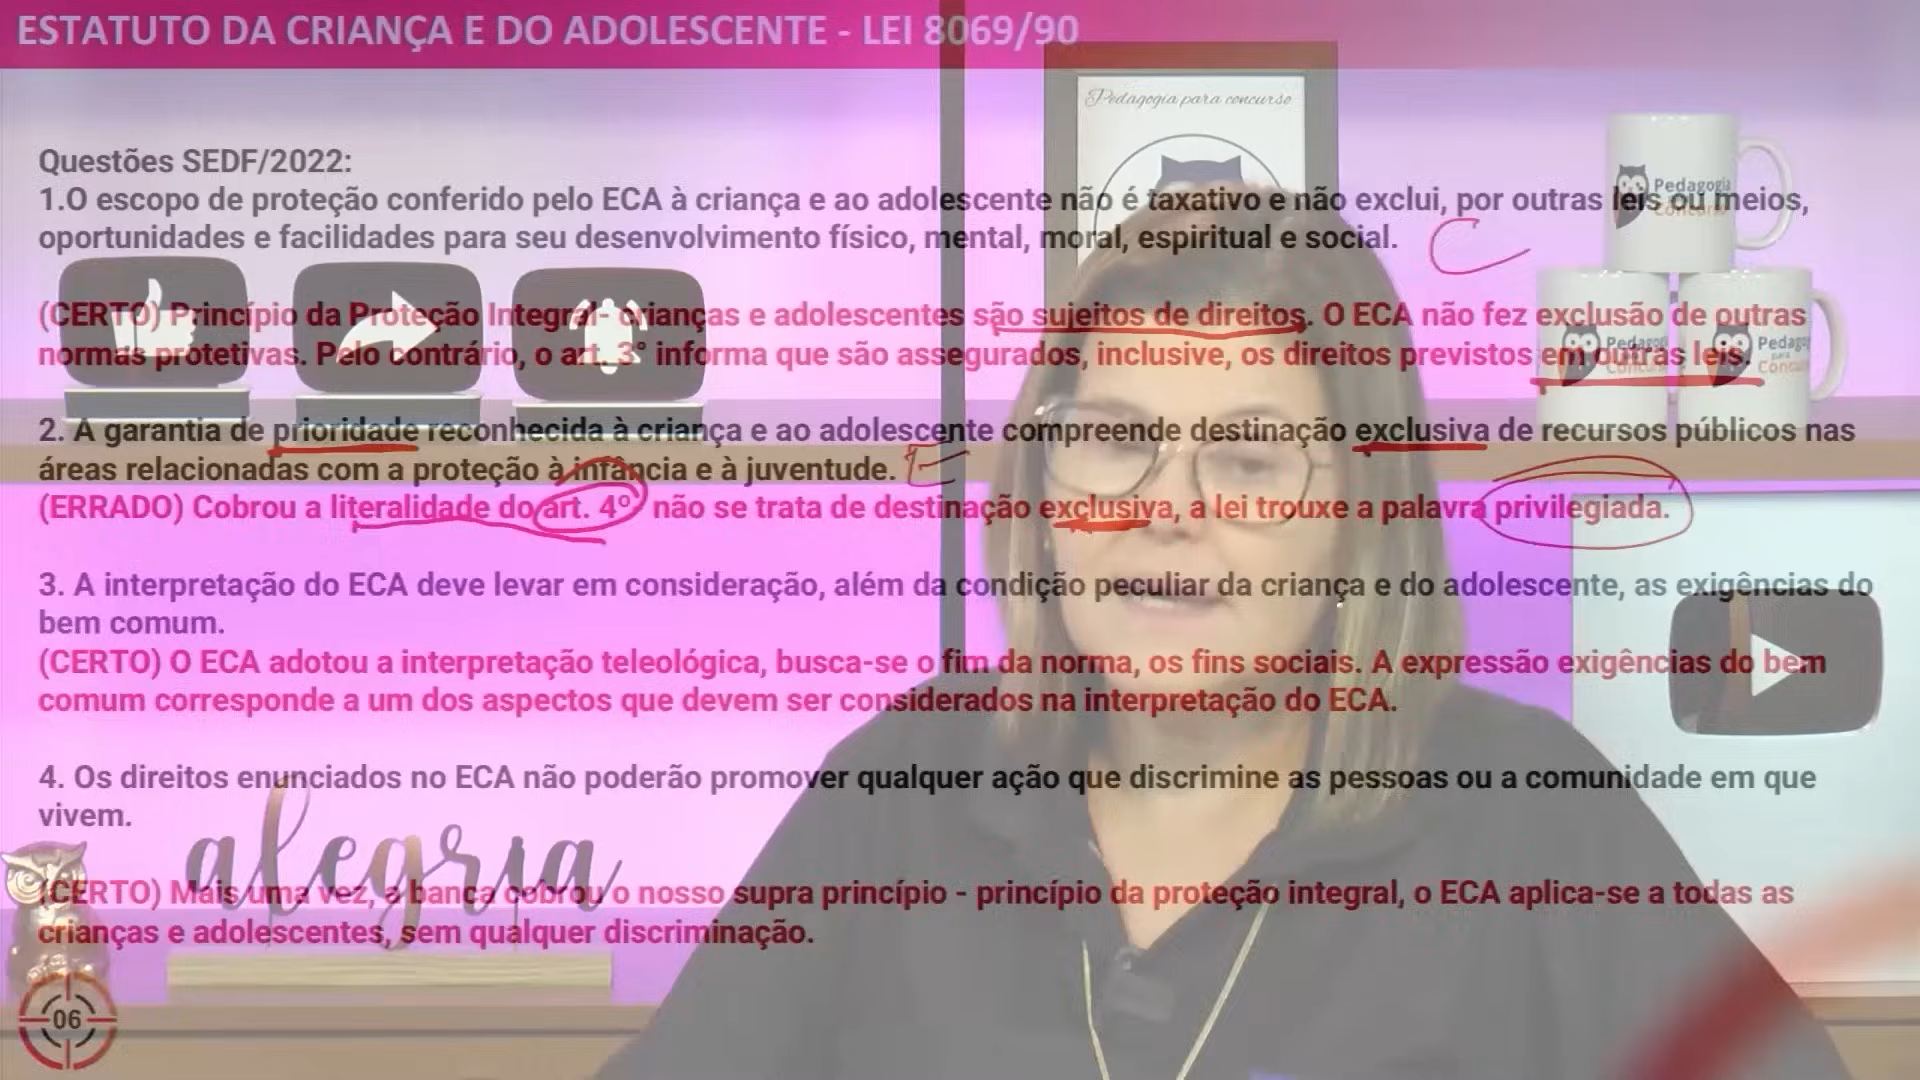 ESTATUTO DA CRIANÇA E DO ADOLESCENTE - LEI 8069/90
Pedagogia para concurso
Questões SEDF/2022:
1.O escopo de proteção conferido pelo ECA à criança e ao adolescente não é taxativo e não exclui, por outras leis ou meios,
oportunidades e facilidades para seu desenvolvimento físico, mental, moral, espiritual e social. C
Pedagogia
Concurso
(CERTO) Princípio da Proteção Integral- crianças e adolescentes são sujeitos de direitos. O ECA não fez exclusão de outras
normas protetivas. Pelo contrário, o art. 3° informa que são assegurados, inclusive, os direitos previstos em outras leis.
2. A garantia de prioridade reconhecida à criança e ao adolescente compreende destinação exclusiva de recursos públicos nas
áreas relacionadas com a proteção à infância e à juventude. E
(ERRADO) Cobrou a literalidade do art. 4º, não se trata de destinação exclusiva, a lei trouxe a palavra privilegiada.
3. A interpretação do ECA deve levar em consideração, além da condição peculiar da criança e do adolescente, as exigências do
bem comum.
(CERTO) O ECA adotou a interpretação teleológica, busca-se o fim da norma, os fins sociais. A expressão exigências do bem
comum corresponde a um dos aspectos que devem ser considerados na interpretação do ECA.
4. Os direitos enunciados no ECA não poderão promover qualquer ação que discrimine as pessoas ou a comunidade em que
vivem.
alegria
(CERTO) Mais uma vez, a banca cobrou o nosso supra princípio - princípio da proteção integral, o ECA aplica-se a todas as
crianças e adolescentes, sem qualquer discriminação.
06